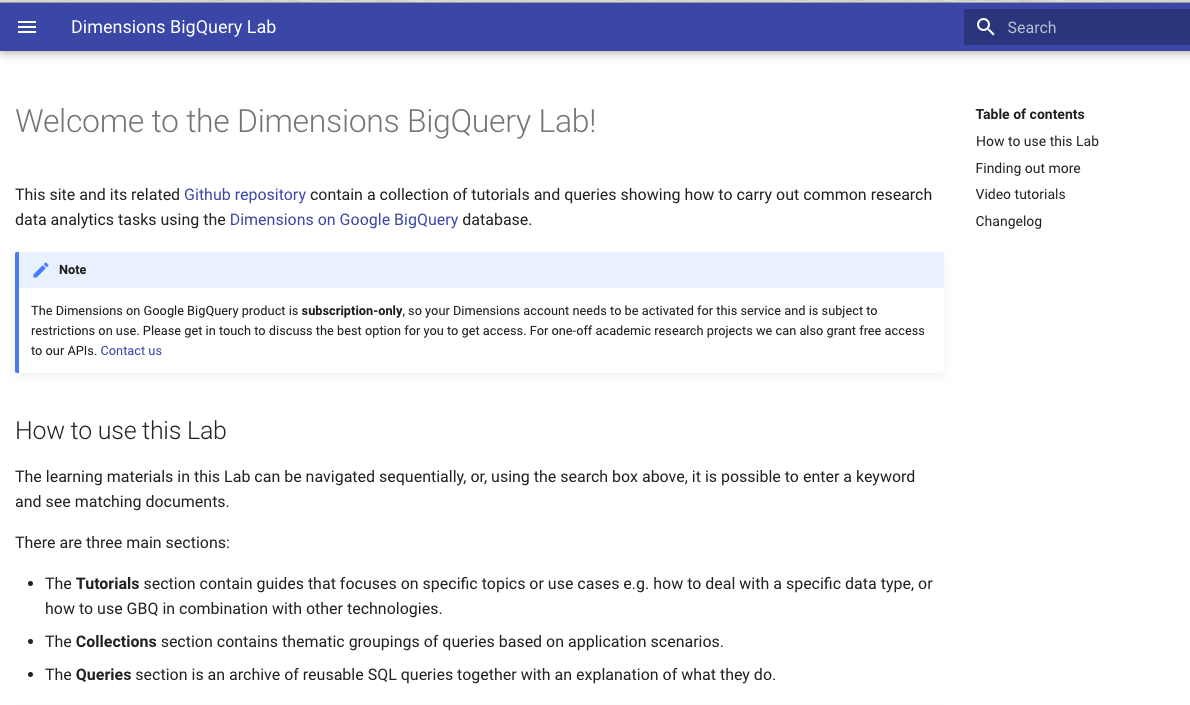 Dimensions BigQuery Lab
Search
Welcome to the Dimensions BigQuery Lab!
This site and its related Github repository contain a collection of tutorials and queries showing how to carry out common research
data analytics tasks using the Dimensions on Google BigQuery database.
Note
The Dimensions on Google BigQuery product is subscription-only, so your Dimensions account needs to be activated for this service and is subject to
restrictions on use. Please get in touch to discuss the best option for you to get access. For one-off academic research projects we can also grant free access
to our APIs. Contact us
How to use this Lab
The learning materials in this Lab can be navigated sequentially, or, using the search box above, it is possible to enter a keyword
and see matching documents.
There are three main sections:
• The Tutorials section contain guides that focuses on specific topics or use cases e.g. how to deal with a specific data type, or
how to use GBQ in combination with other technologies.
• The Collections section contains thematic groupings of queries based on application scenarios.
• The Queries section is an archive of reusable SQL queries together with an explanation of what they do.
Table of contents
How to use this Lab
Finding out more
Video tutorials
Changelog